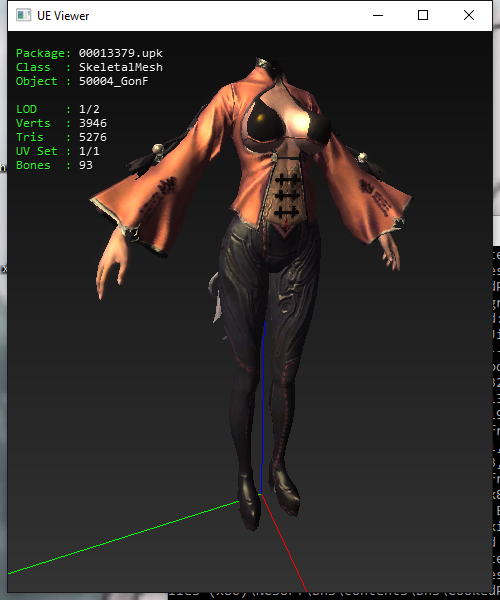 UE Viewer
Package: 00013379.upk
Class  : SkeletalMesh
Object : 50004_GonF
LOD    : 1/2
Verts  : 3946
Tris   : 5276
UV Set : 1/1
Bones  : 93